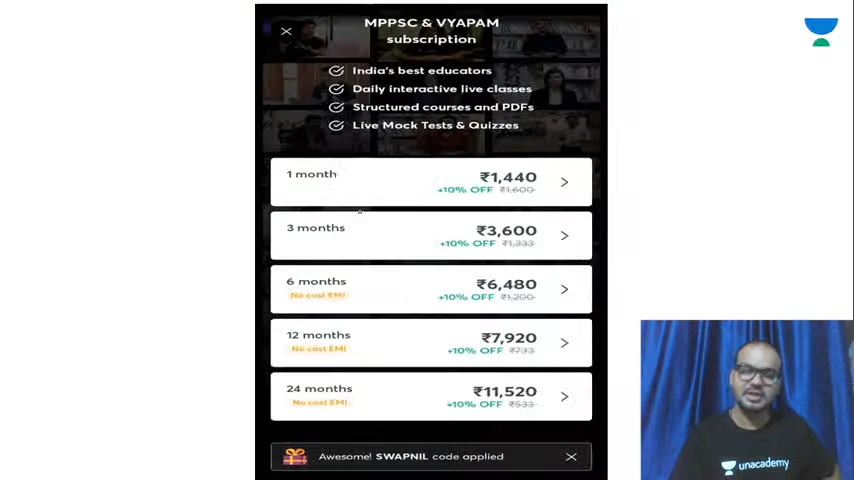 MPPSC & VYAPAM
subscription
India's best educators
Daily interactive live classes
Structured courses and PDFs
Live Mock Tests & Quizzes
1 month
₹1,440
+10% OFF ₹1,600
3 months
₹3,600
+10% OFF ₹1,333
6 months
No cost EMI
₹6,480
+10% OFF ₹1,200
12 months
No cost EMI
₹7,920
+10% OFF ₹733
24 months
No cost EMI
₹11,520
+10% OFF ₹533
Awesome! SWAPNIL code applied
unacademy